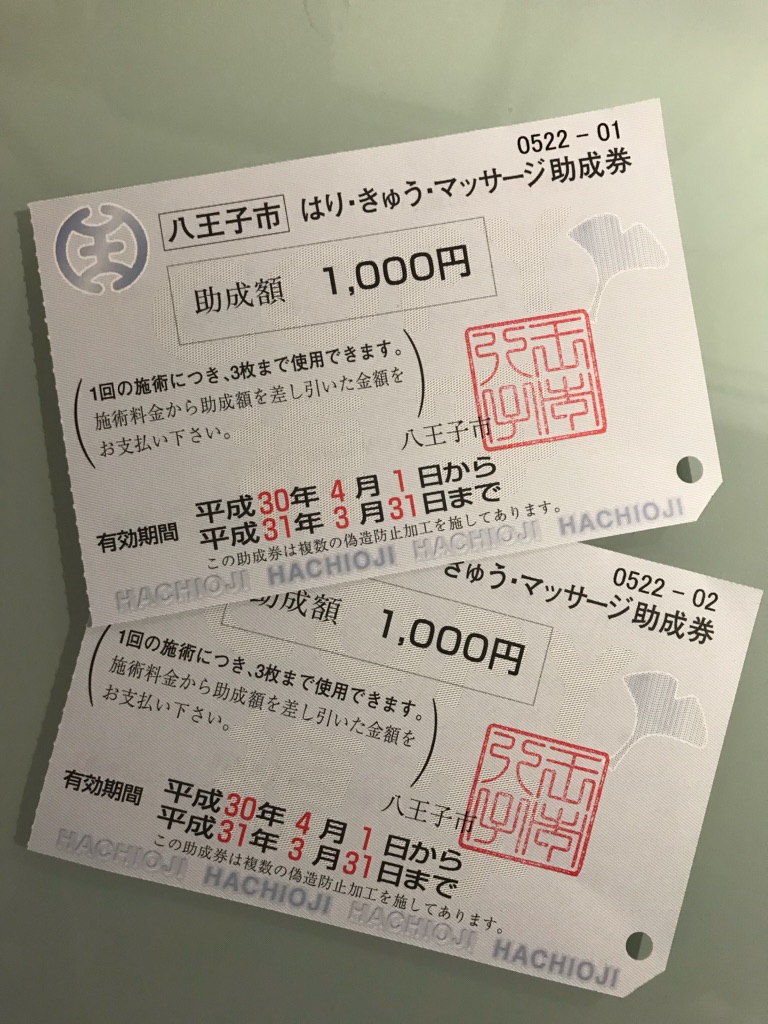 0522 - 01
八王子市 はり・きゅう・マッサージ助成券
助成額 1,000円
1回の施術につき、3枚まで使用できます。
施術料金から助成額を差し引いた金額を
お支払い下さい。
八王子市
有効期間
平成30年 4月 1日から
平成31年 3月31日まで
この助成券は複数の偽造防止加工を施してあります。
HACHIOJI HACHIOJI HACHIOJI HACHIOJI
0522 - 02
きゅう・マッサージ助成券
助成額 1,000円
1回の施術につき、3枚まで使用できます。
施術料金から助成額を差し引いた金額を
お支払い下さい。
八王子市
有効期間
平成30年 4月 1日から
平成31年 3月31日まで
この助成券は複数の偽造防止加工を施してあります。
HACHIOJI HACHIOJI HACHIOJI HACHIOJI